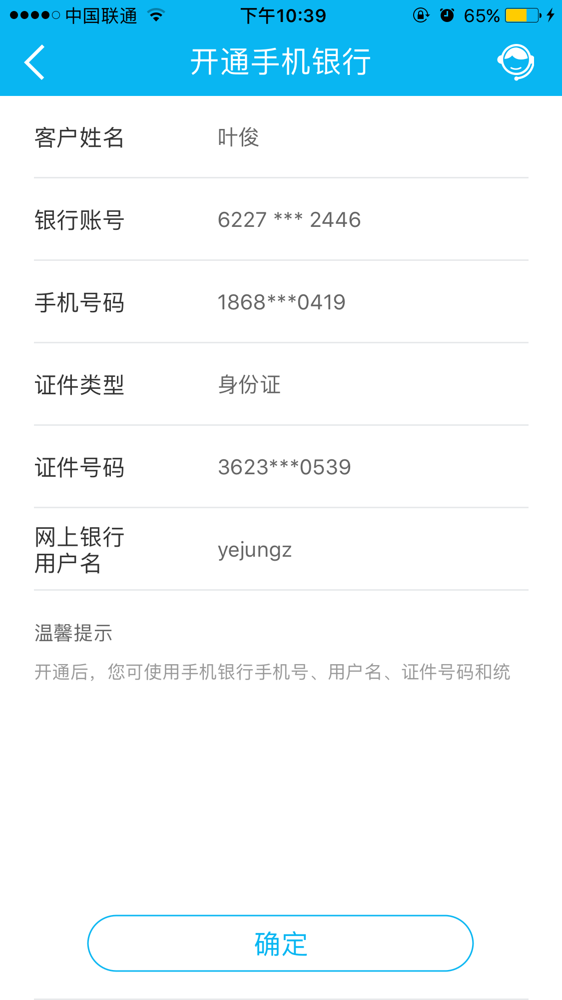 中国联通 下午10:39 65%
开通手机银行
客户姓名 叶俊
银行账号 6227 *** 2446
手机号码 1868***0419
证件类型 身份证
证件号码 3623***0539
网上银行
用户名 yejungz
温馨提示
开通后，您可使用手机银行手机号、用户名、证件号码和统
确定